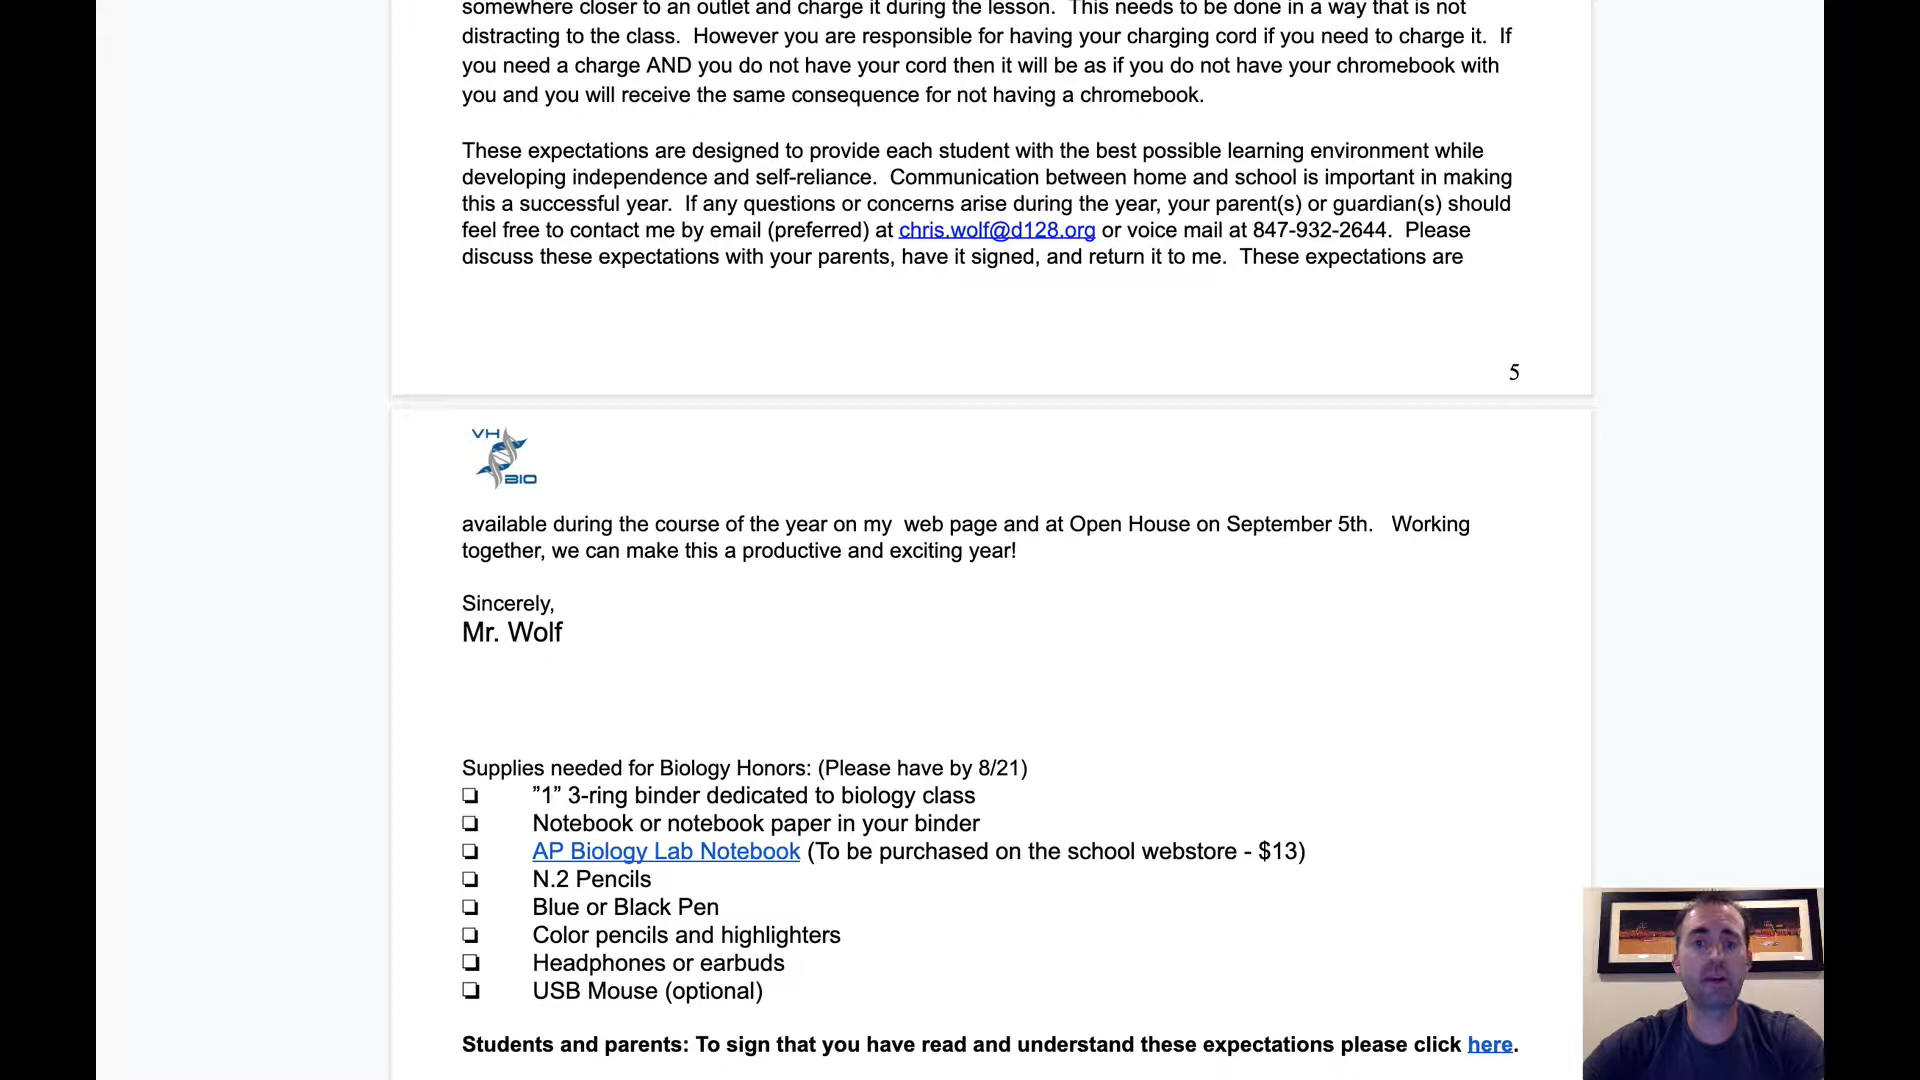 somewhere closer to an outlet and charge it during the lesson.  This needs to be done in a way that is not
distracting to the class.  However you are responsible for having your charging cord if you need to charge it.  If
you need a charge AND you do not have your cord then it will be as if you do not have your chromebook with
you and you will receive the same consequence for not having a chromebook.
These expectations are designed to provide each student with the best possible learning environment while
developing independence and self-reliance.  Communication between home and school is important in making
this a successful year.  If any questions or concerns arise during the year, your parent(s) or guardian(s) should
feel free to contact me by email (preferred) at chris.wolf@d128.org or voice mail at 847-932-2644.  Please
discuss these expectations with your parents, have it signed, and return it to me.  These expectations are
5
VH
BIO
available during the course of the year on my  web page and at Open House on September 5th.   Working
together, we can make this a productive and exciting year!
Sincerely,
Mr. Wolf
Supplies needed for Biology Honors: (Please have by 8/21)
❏ ”1” 3-ring binder dedicated to biology class
❏ Notebook or notebook paper in your binder
❏ AP Biology Lab Notebook (To be purchased on the school webstore - $13)
❏ N.2 Pencils
❏ Blue or Black Pen
❏ Color pencils and highlighters
❏ Headphones or earbuds
❏ USB Mouse (optional)
Students and parents: To sign that you have read and understand these expectations please click here.